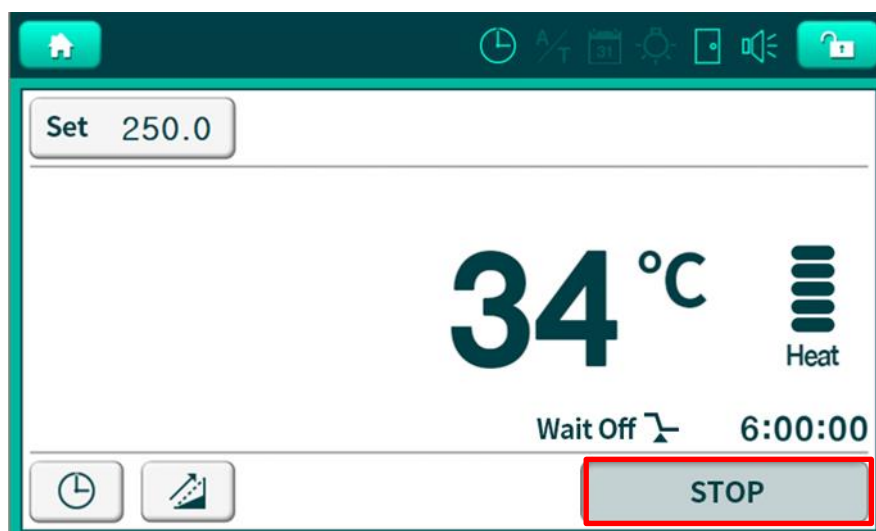 A/T
31
Set 250.0
34 °C
Heat
Wait Off 6:00:00
STOP